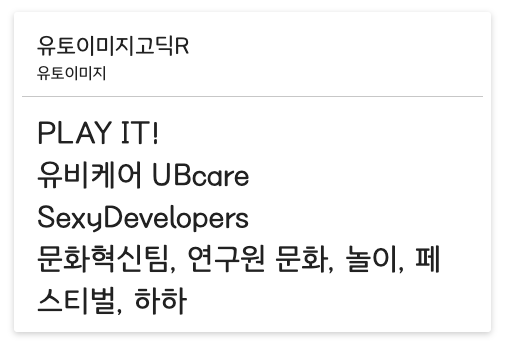 유토이미지고딕R
유토이미지
PLAY IT!
유비케어 UBcare
SexyDevelopers
문화혁신팀, 연구원 문화, 놀이, 페
스티벌, 하하